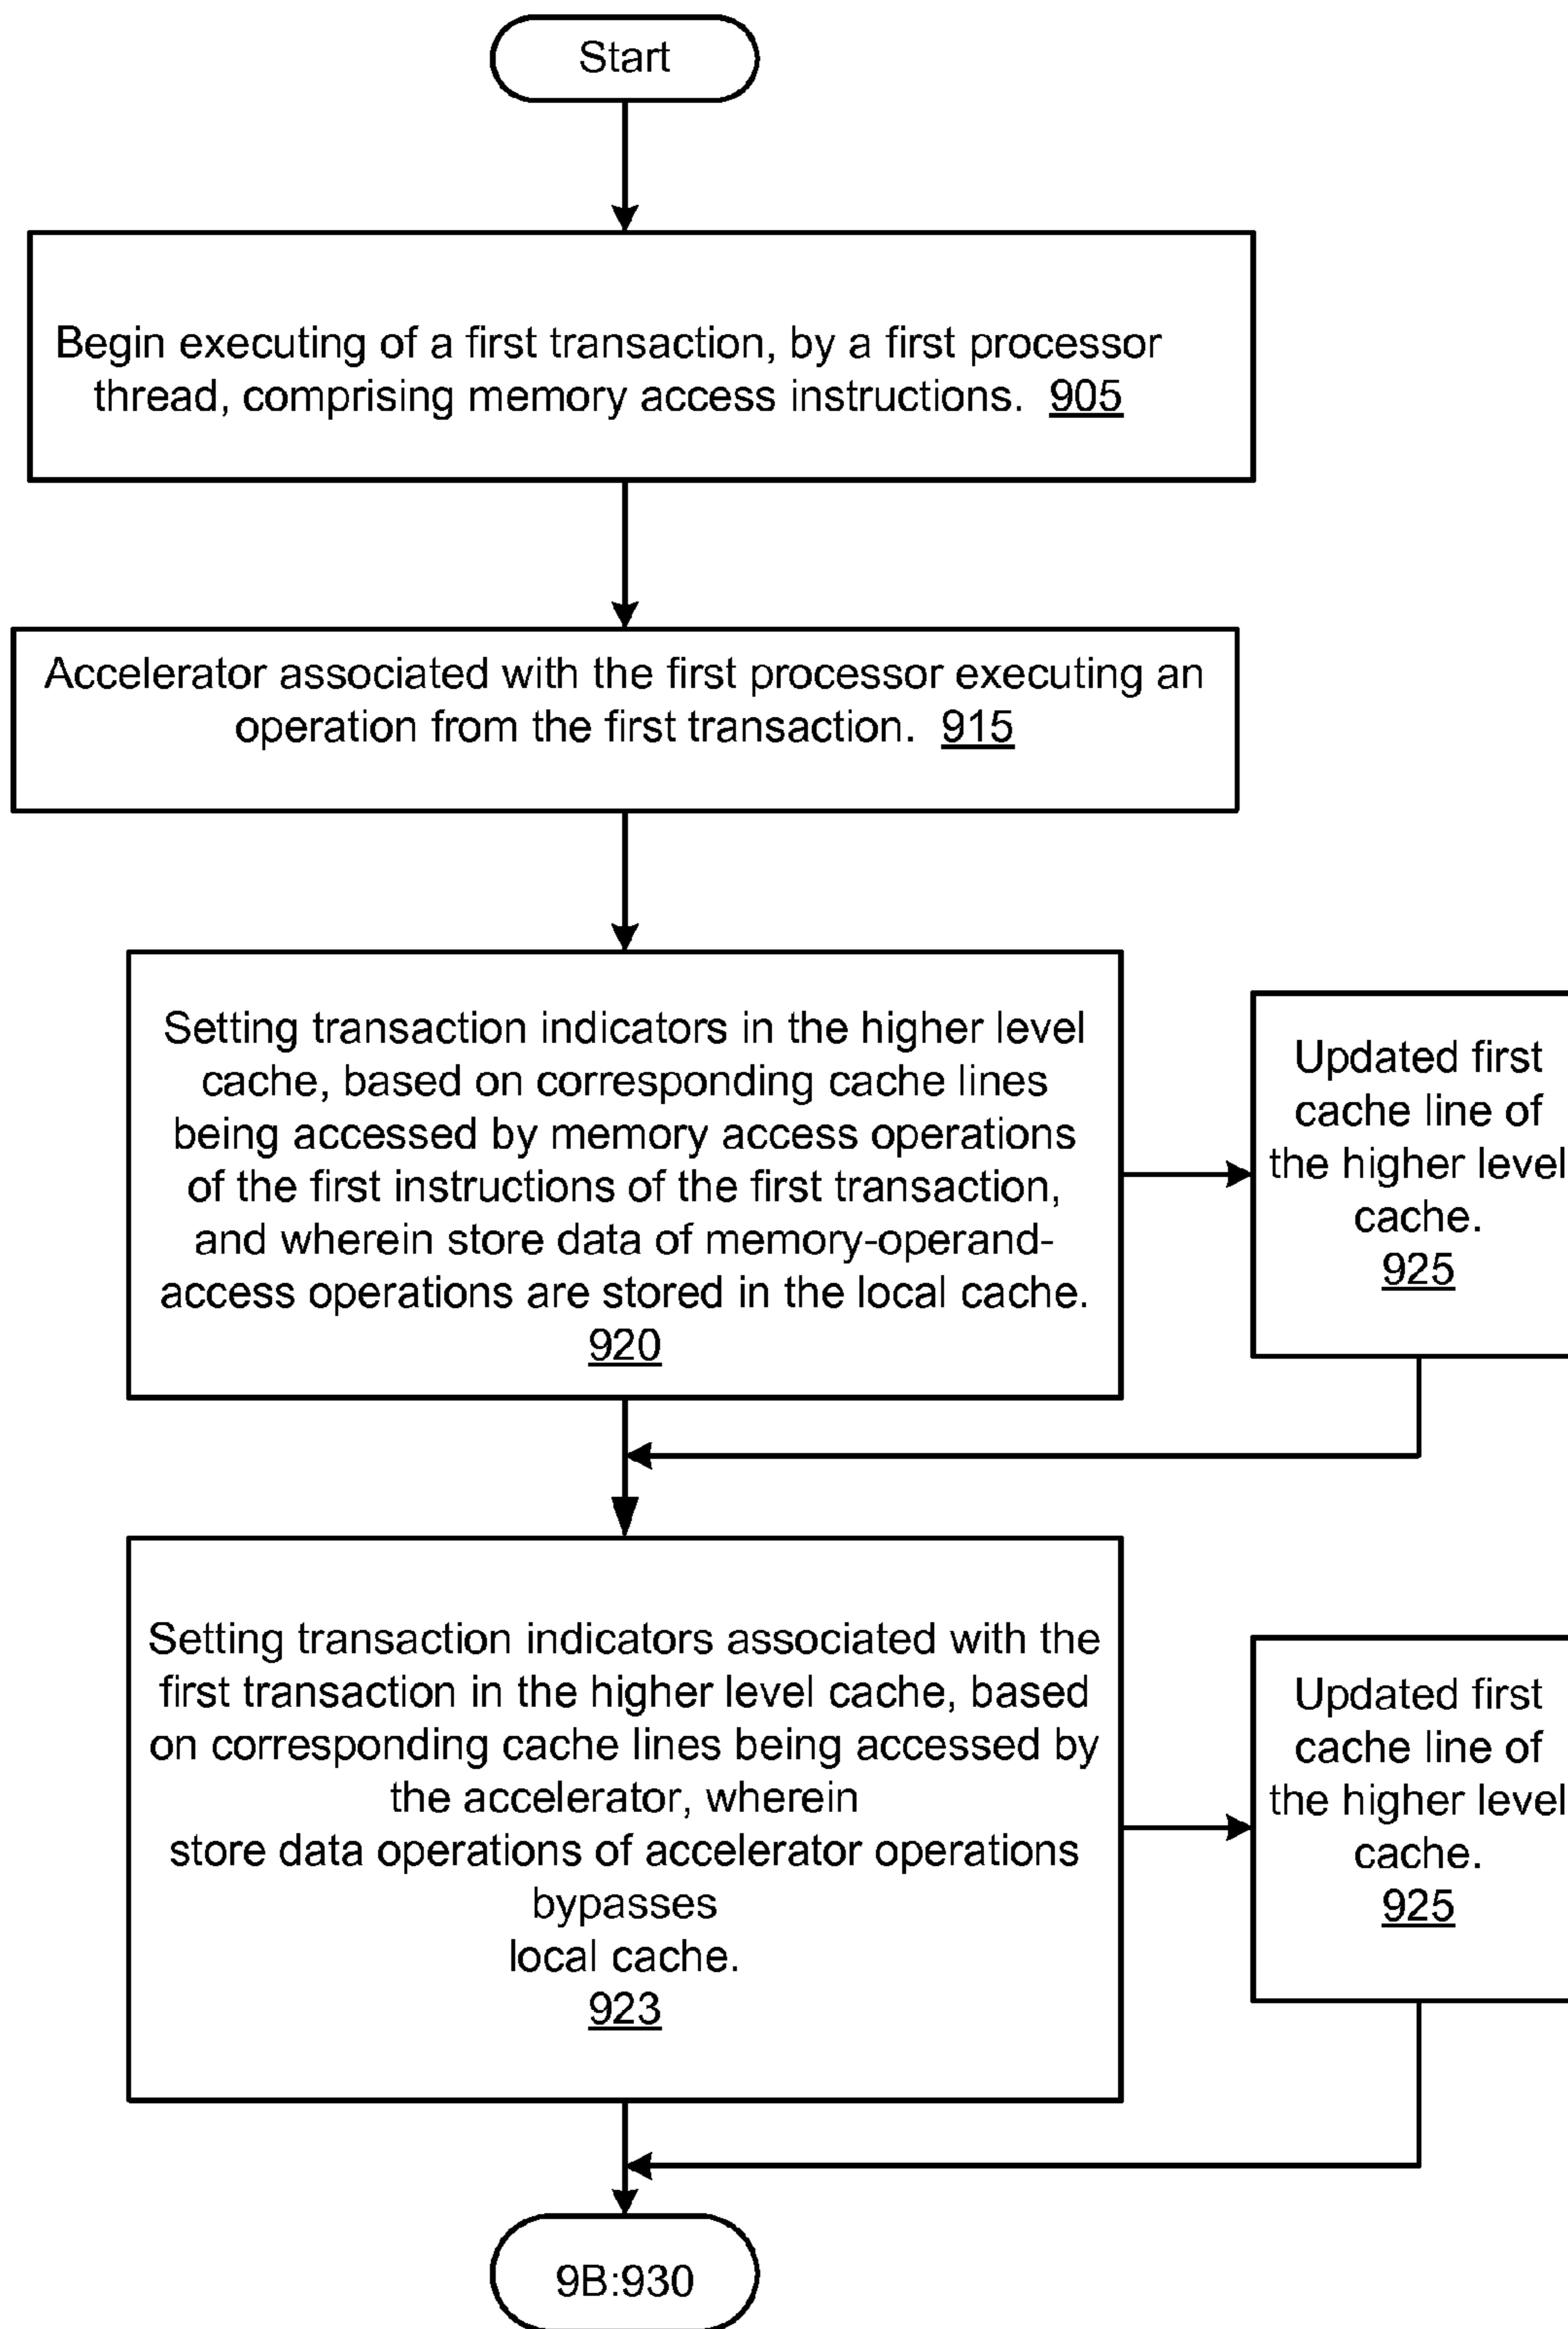 Start
Begin executing of a first transaction, by a first processor
thread, comprising memory access instructions. 905
Accelerator associated with the first processor executing an
operation from the first transaction. 915
Setting transaction indicators in the higher level
cache, based on corresponding cache lines
being accessed by memory access operations
of the first instructions of the first transaction,
and wherein store data of memory-operand-
access operations are stored in the local cache.
920
Updated first
cache line of
the higher level
cache.
925
Setting transaction indicators associated with the
first transaction in the higher level cache, based
on corresponding cache lines being accessed by
the accelerator, wherein
store data operations of accelerator operations
bypasses
local cache.
923
Updated first
cache line of
the higher level
cache.
925
9B:930